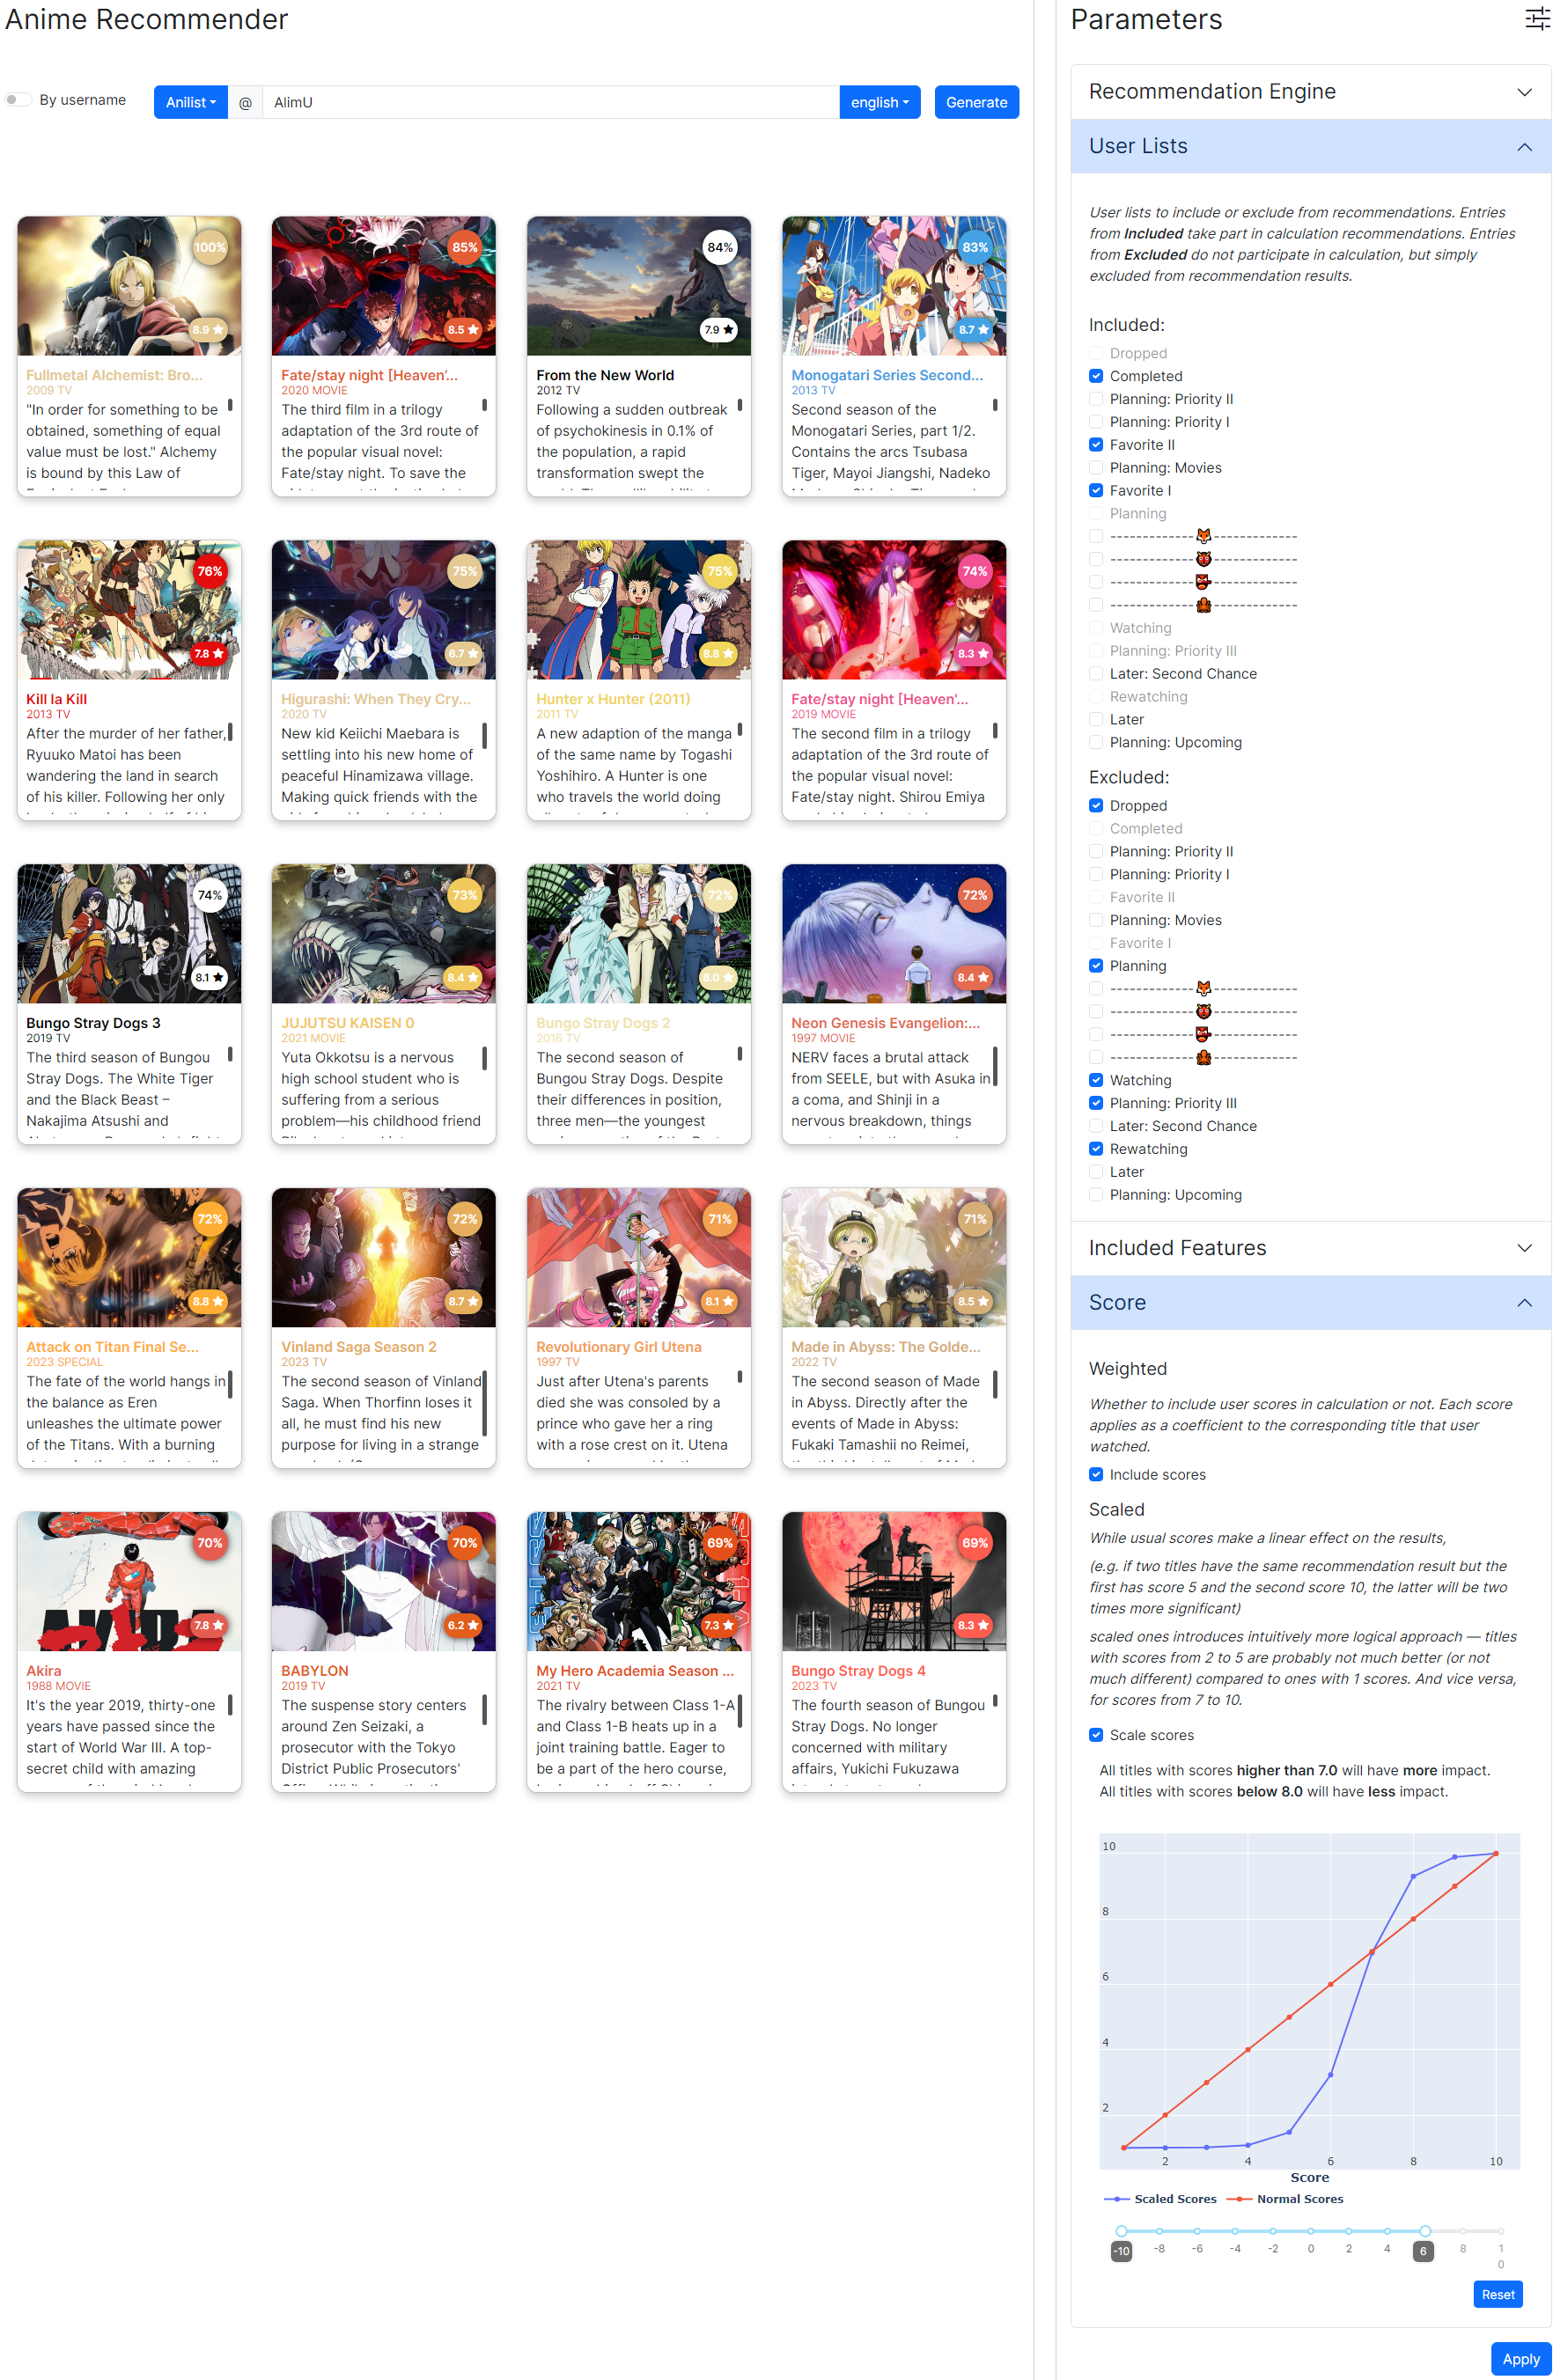 Anime Recommender
By username
Anilist
@
AlimU
english
Generate
100%
8.9 ★
Fullmetal Alchemist: Bro...
2009 TV
"In order for something to be
obtained, something of equal
value must be lost." Alchemy
is bound by this Law of
85%
8.5 ★
Fate/stay night [Heaven'...
2020 MOVIE
The third film in a trilogy
adaptation of the 3rd route of
the popular visual novel:
Fate/stay night. To save the
84%
7.9 ★
From the New World
2012 TV
Following a sudden outbreak
of psychokinesis in 0.1% of
the population, a rapid
transformation swept the
83%
8.7 ★
Monogatari Series Second...
2013 TV
Second season of the
Monogatari Series, part 1/2.
Contains the arcs Tsubasa
Tiger, Mayoi Jiangshi, Nadeko
76%
7.8 ★
Kill la Kill
2013 TV
After the murder of her father,
Ryuuko Matoi has been
wandering the land in search
of his killer. Following her only
75%
6.7 ★
Higurashi: When They Cry...
2020 TV
New kid Keiichi Maebara is
settling into his new home of
peaceful Hinamizawa village.
Making quick friends with the
75%
8.8 ★
Hunter x Hunter (2011)
2011 TV
A new adaption of the manga
of the same name by Togashi
Yoshihiro. A Hunter is one
who travels the world doing
74%
8.3 ★
Fate/stay night [Heaven'...
2019 MOVIE
The second film in a trilogy
adaptation of the 3rd route of
the popular visual novel:
Fate/stay night. Shirou Emiya
74%
8.1 ★
Bungo Stray Dogs 3
2019 TV
The third season of Bungou
Stray Dogs. The White Tiger
and the Black Beast –
Nakajima Atsushi and
73%
8.4 ★
JUJUTSU KAISEN 0
2021 MOVIE
Yuta Okkotsu is a nervous
high school student who is
suffering from a serious
problem—his childhood friend
72%
8.0 ★
Bungo Stray Dogs 2
2016 TV
The second season of
Bungou Stray Dogs. Despite
their differences in position,
three men—the youngest
72%
8.4 ★
Neon Genesis Evangelion:...
1997 MOVIE
NERV faces a brutal attack
from SEELE, but with Asuka in
a coma, and Shinji in a
nervous breakdown, things
72%
8.8 ★
Attack on Titan Final Se...
2023 SPECIAL
The fate of the world hangs in
the balance as Eren
unleashes the ultimate power
of the Titans. With a burning
72%
8.7 ★
Vinland Saga Season 2
2023 TV
The second season of Vinland
Saga. When Thorfinn loses it
all, he must find his new
purpose for living in a strange
71%
8.1 ★
Revolutionary Girl Utena
1997 TV
Just after Utena's parents
died she was consoled by a
prince who gave her a ring
with a rose crest on it. Utena
71%
8.5 ★
Made in Abyss: The Golde...
2022 TV
The second season of Made
in Abyss. Directly after the
events of Made in Abyss:
Fukaki Tamashii no Reimei,
70%
7.8 ★
Akira
1988 MOVIE
It's the year 2019, thirty-one
years have passed since the
start of World War III. A top-
secret child with amazing
70%
6.2 ★
BABYLON
2019 TV
The suspense story centers
around Zen Seizaki, a
prosecutor with the Tokyo
District Public Prosecutors'
69%
7.3 ★
My Hero Academia Season ...
2021 TV
The rivalry between Class 1-A
and Class 1-B heats up in a
joint training battle. Eager to
be a part of the hero course,
69%
8.3 ★
Bungo Stray Dogs 4
2023 TV
The fourth season of Bungou
Stray Dogs. No longer
concerned with military
affairs, Yukichi Fukuzawa
Parameters
Recommendation Engine
User Lists
User lists to include or exclude from recommendations. Entries
from Included take part in calculation recommendations. Entries
from Excluded do not participate in calculation, but simply
excluded from recommendation results.
Included:
Dropped
Completed
Planning: Priority II
Planning: Priority I
Favorite II
Planning: Movies
Favorite I
Planning
------------🦊------------
------------👹------------
------------👺------------
------------🐙------------
Watching
Planning: Priority III
Later: Second Chance
Rewatching
Later
Planning: Upcoming
Excluded:
Dropped
Completed
Planning: Priority II
Planning: Priority I
Favorite II
Planning: Movies
Favorite I
Planning
------------🦊------------
------------👹------------
------------👺------------
------------🐙------------
Watching
Planning: Priority III
Later: Second Chance
Rewatching
Later
Planning: Upcoming
Included Features
Score
Weighted
Whether to include user scores in calculation or not. Each score
applies as a coefficient to the corresponding title that user
watched.
Include scores
Scaled
While usual scores make a linear effect on the results,
(e.g. if two titles have the same recommendation result but the
first has score 5 and the second score 10, the latter will be two
times more significant)
scaled ones introduces intuitively more logical approach — titles
with scores from 2 to 5 are probably not much better (or not
much different) compared to ones with 1 scores. And vice versa,
for scores from 7 to 10.
Scale scores
All titles with scores higher than 7.0 will have more impact.
All titles with scores below 8.0 will have less impact.
10
8
6
4
2
2 4 6 8 10
Score
Scaled Scores Normal Scores
-10 -8 -6 -4 -2 0 2 4 6 8 1
0
Reset
Apply